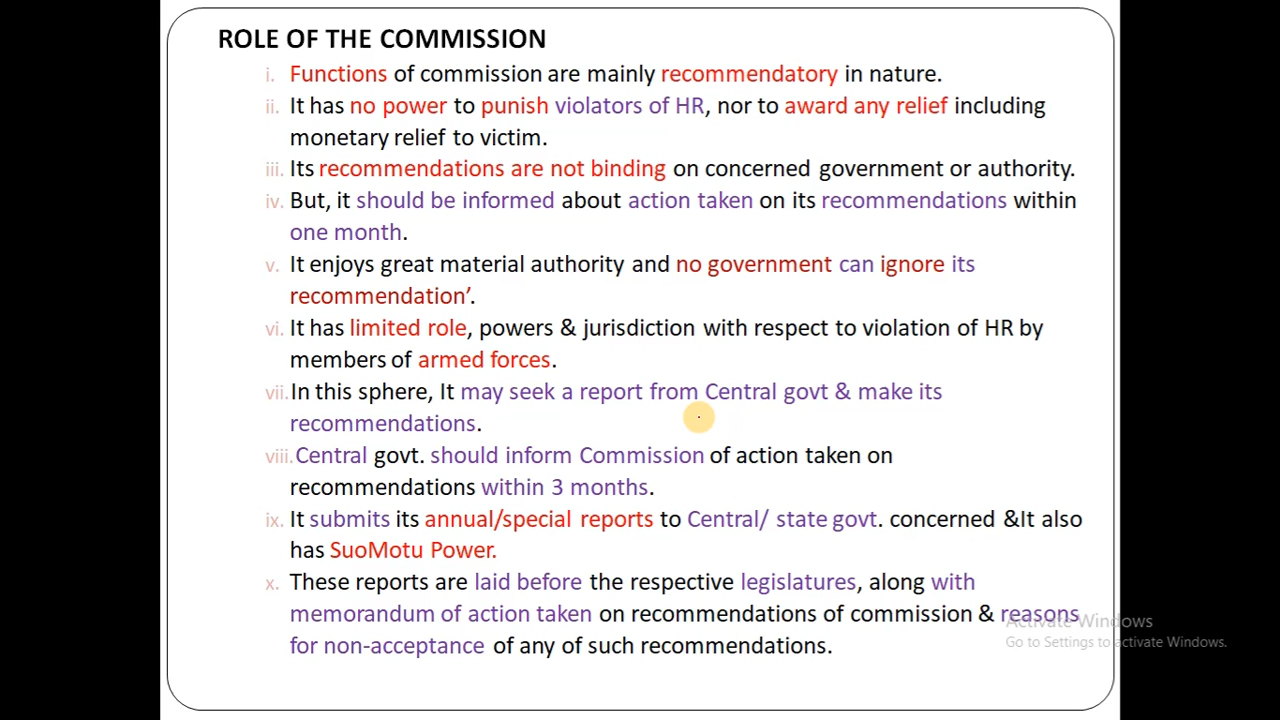 ROLE OF THE COMMISSION
i. Functions of commission are mainly recommendatory in nature.
ii. It has no power to punish violators of HR, nor to award any relief including
monetary relief to victim.
iii. Its recommendations are not binding on concerned government or authority.
iv. But, it should be informed about action taken on its recommendations within
one month.
v. It enjoys great material authority and no government can ignore its
recommendation’.
vi. It has limited role, powers & jurisdiction with respect to violation of HR by
members of armed forces.
vii. In this sphere, It may seek a report from Central govt & make its
recommendations.
viii. Central govt. should inform Commission of action taken on
recommendations within 3 months.
ix. It submits its annual/special reports to Central/ state govt. concerned &It also
has SuoMotu Power.
x. These reports are laid before the respective legislatures, along with
memorandum of action taken on recommendations of commission & reasons
for non-acceptance of any of such recommendations.
Activate Windows
Go to Settings to activate Windows.